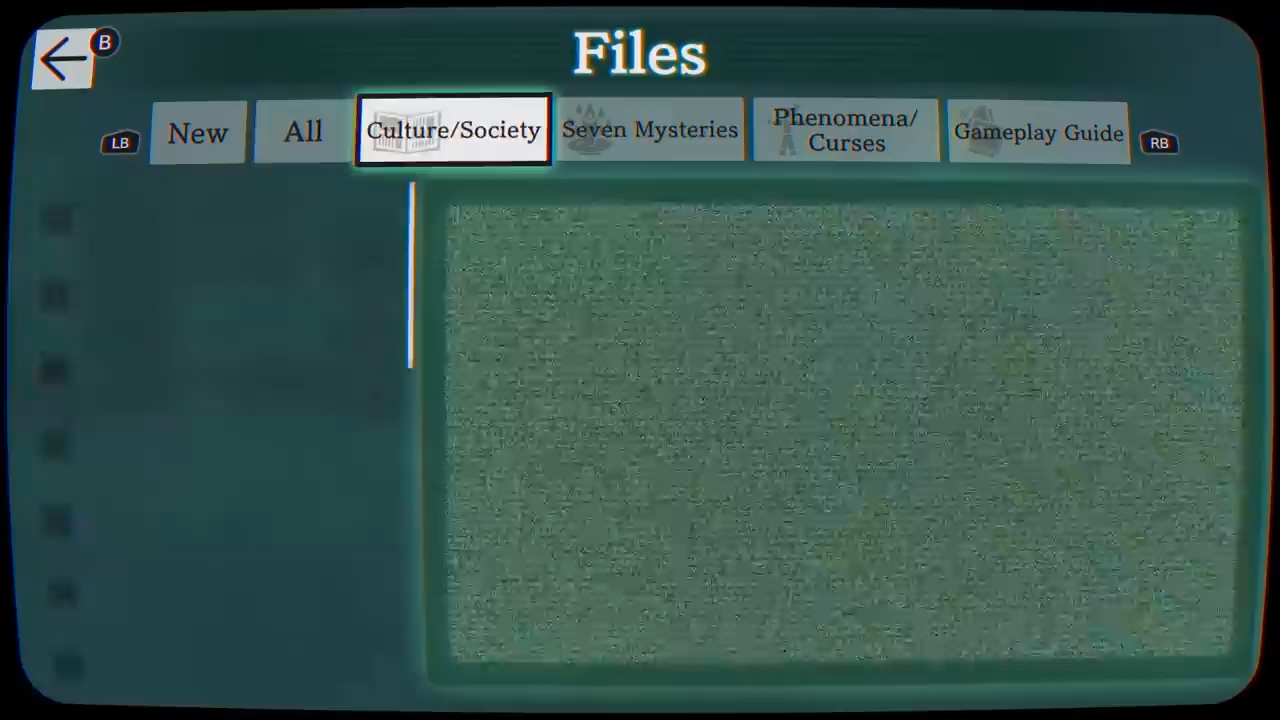 B
Files
LB
New
All
Culture/Society
Seven Mysteries
Phenomena/
Curses
Gameplay Guide
RB